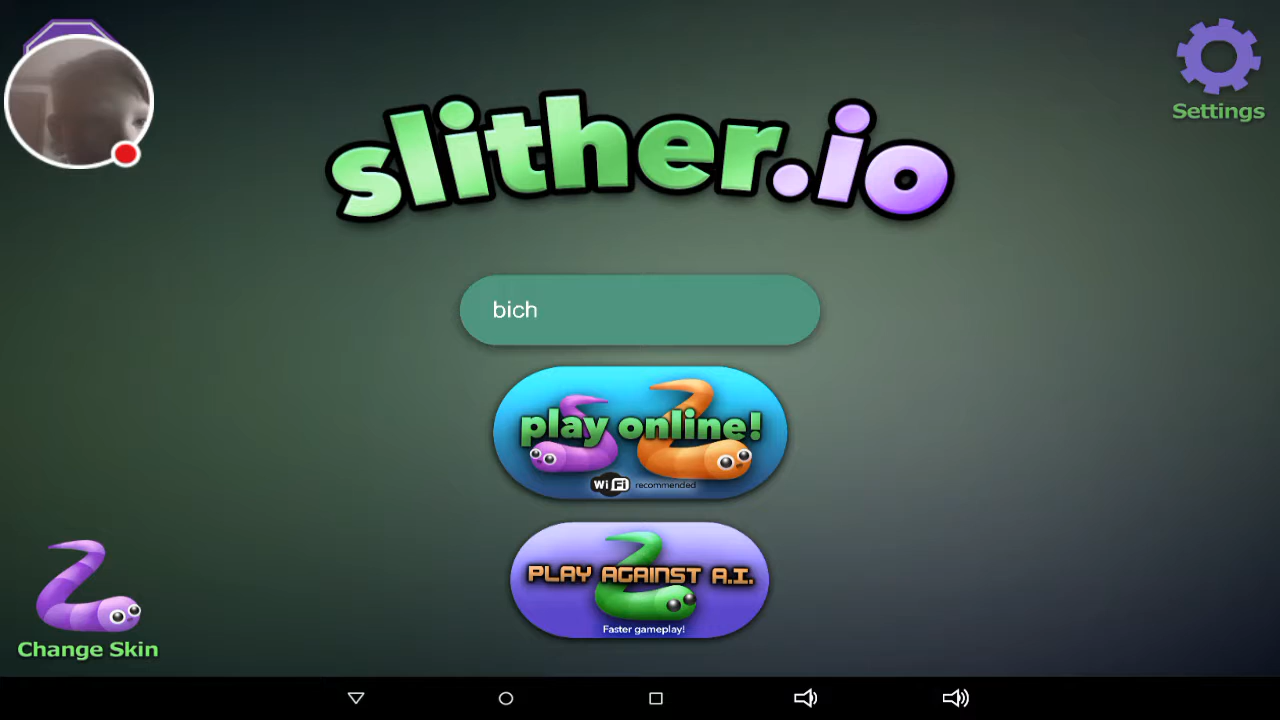 slither.io
Settings
bich
play online!
WiFi recommended
PLAY AGAINST A.I.
Faster gameplay!
Change Skin